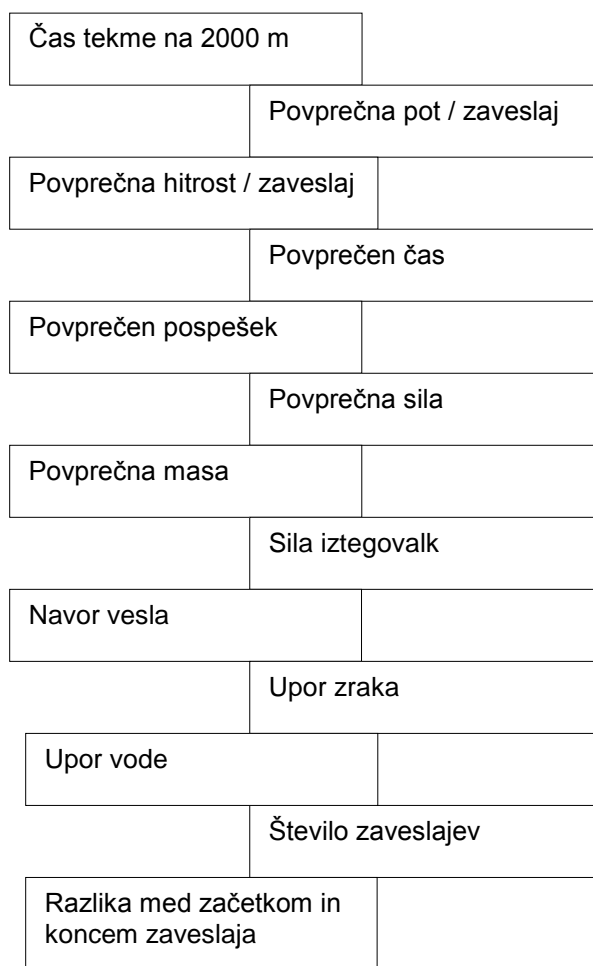 Čas tekme na 2000 m
Povprečna pot / zaveslaj
Povprečna hitrost / zaveslaj
Povprečen čas
Povprečen pospešek
Povprečna sila
Povprečna masa
Sila iztegovalk
Navor vesla
Upor zraka
Upor vode
Število zaveslajev
Razlika med začetkom in
koncem zaveslaja